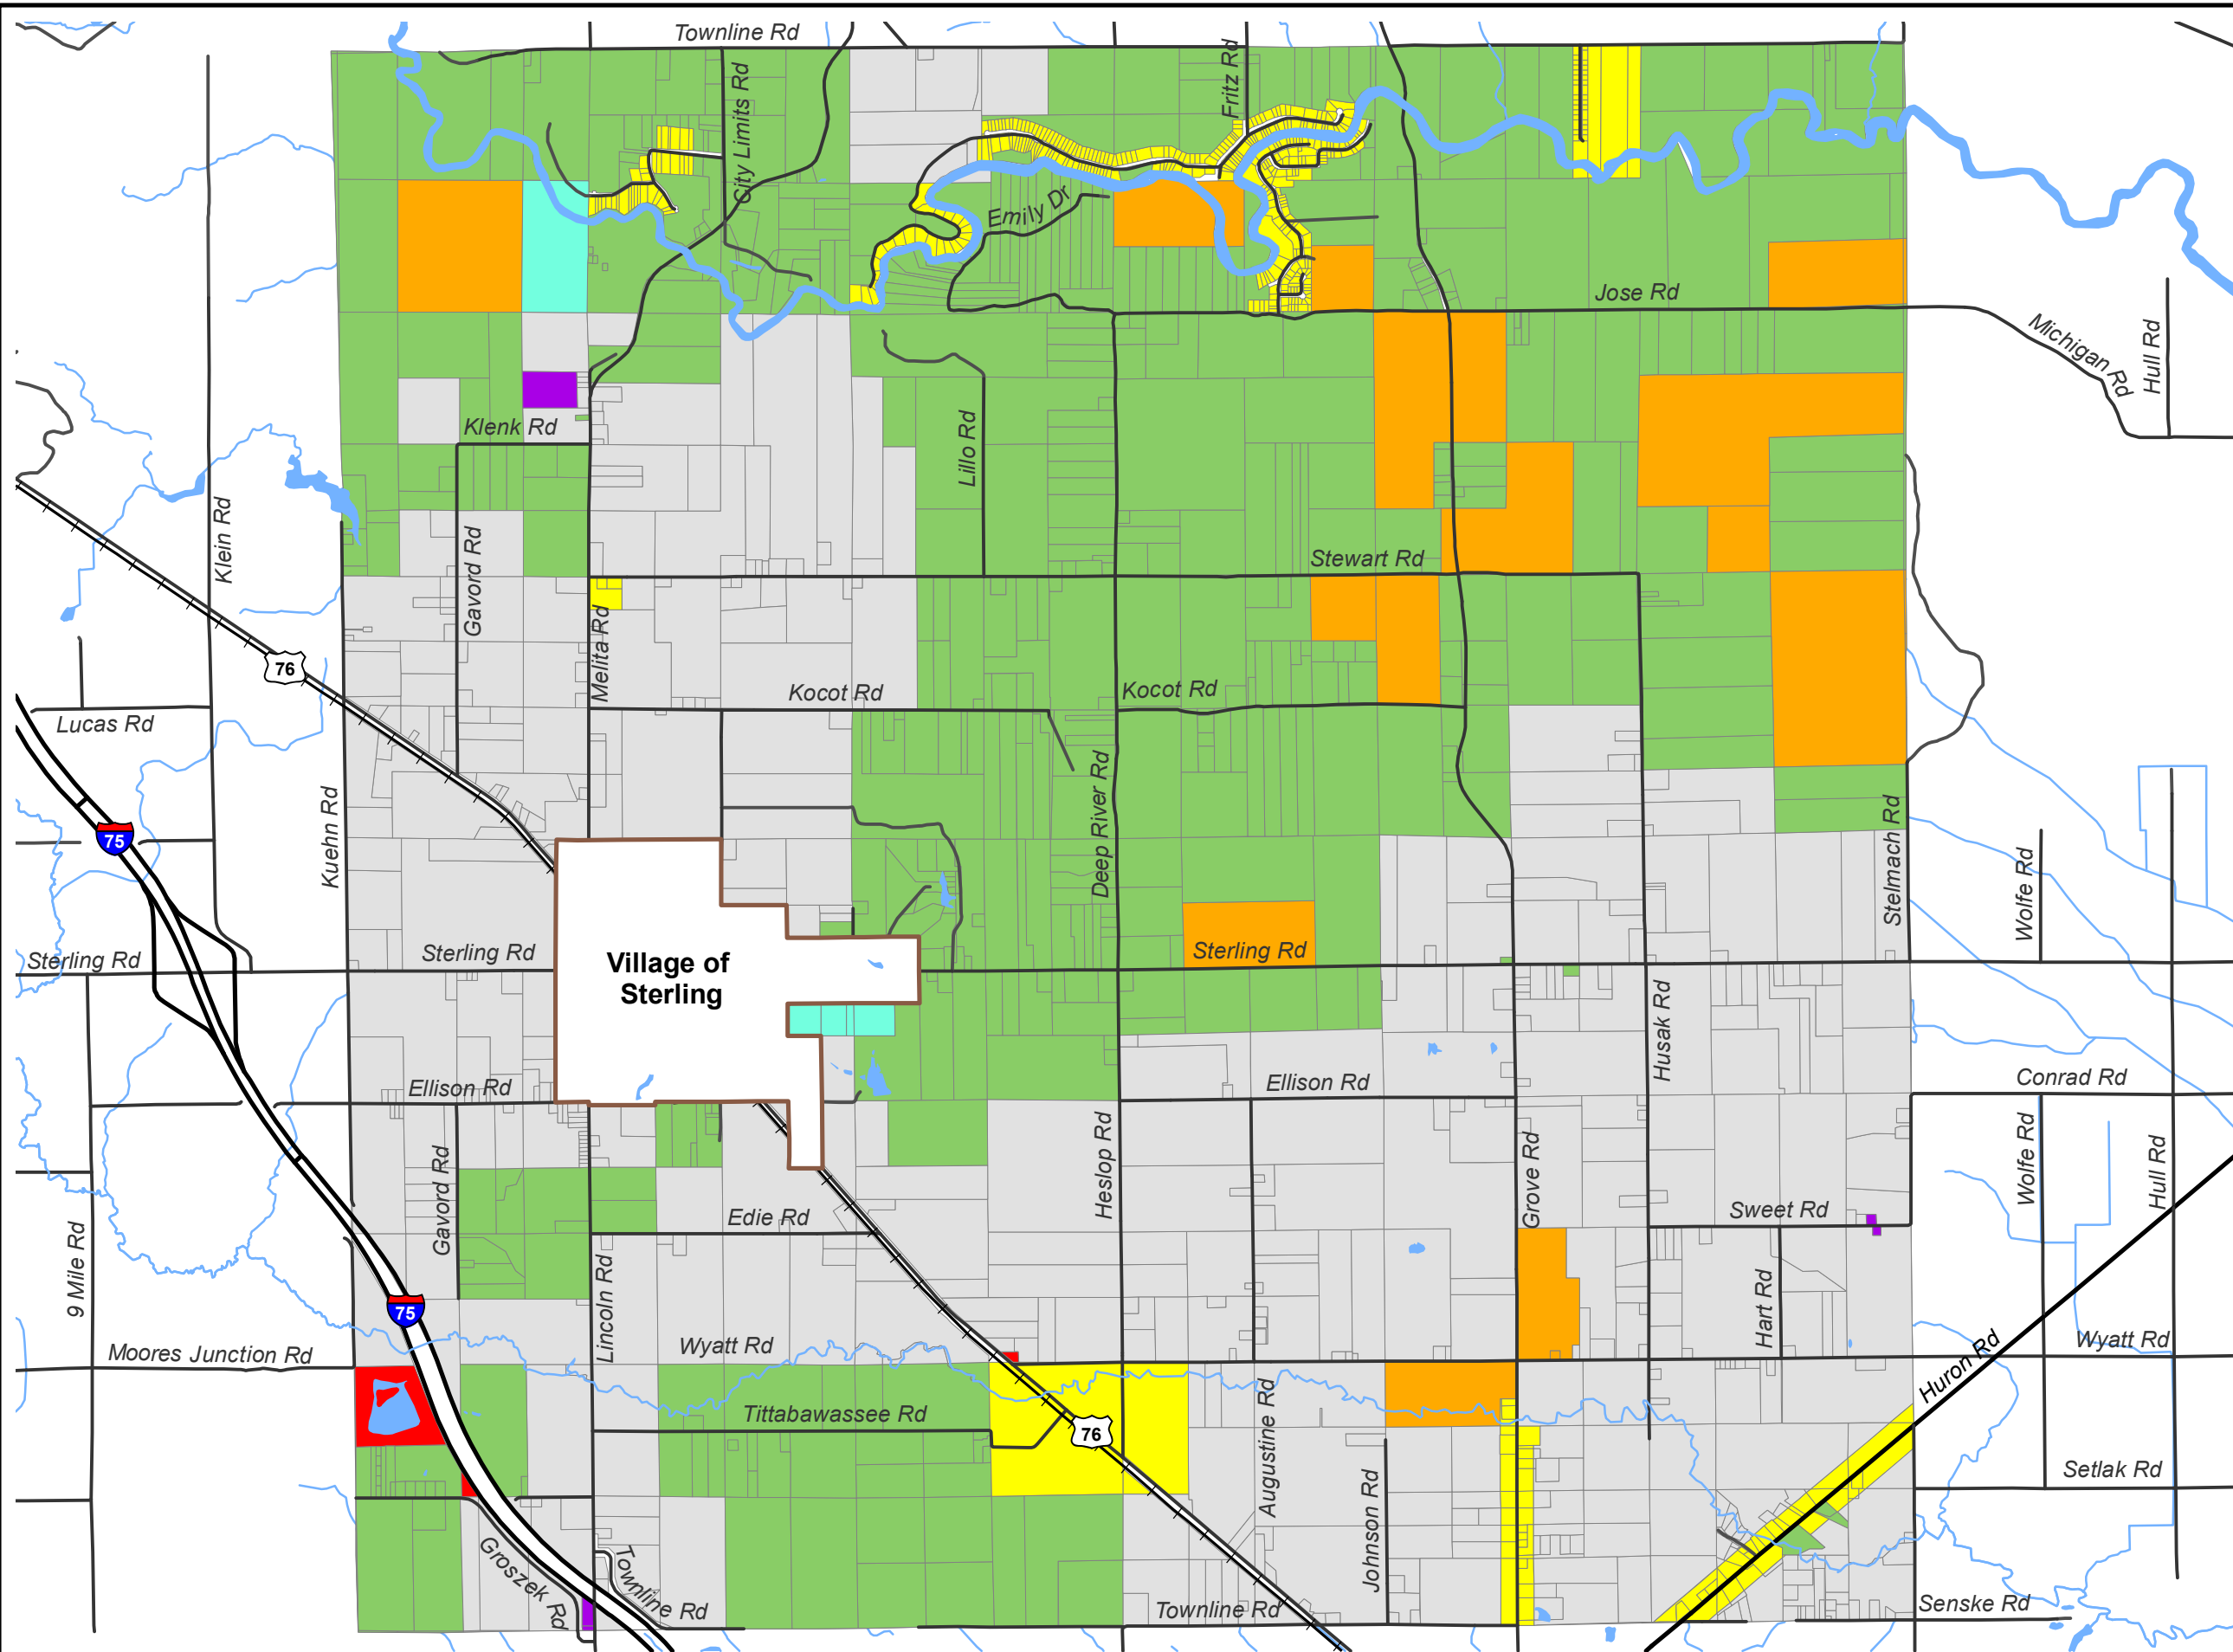 Townline Rd
City Limits Rd
Fritz Rd
Emily Dr
Jose Rd
Michigan Rd
Hull Rd
Klenk Rd
Lillo Rd
Klein Rd
Gavord Rd
Stewart Rd
Melita Rd
76
Kocot Rd
Kocot Rd
Lucas Rd
Deep River Rd
Kuehn Rd
75
Stelmach Rd
Wolfe Rd
Sterling Rd
Sterling Rd
Village of
Sterling
Sterling Rd
Husak Rd
Ellison Rd
Ellison Rd
Conrad Rd
Gavord Rd
Heslop Rd
Grove Rd
Wolfe Rd
Hull Rd
Edie Rd
Sweet Rd
9 Mile Rd
75
Lincoln Rd
Hart Rd
Moores Junction Rd
Wyatt Rd
Huron Rd
Wyatt Rd
Tittabawassee Rd
76
Augustine Rd
Johnson Rd
Setlak Rd
Groszek Rd
Townline Rd
Townline Rd
Senske Rd